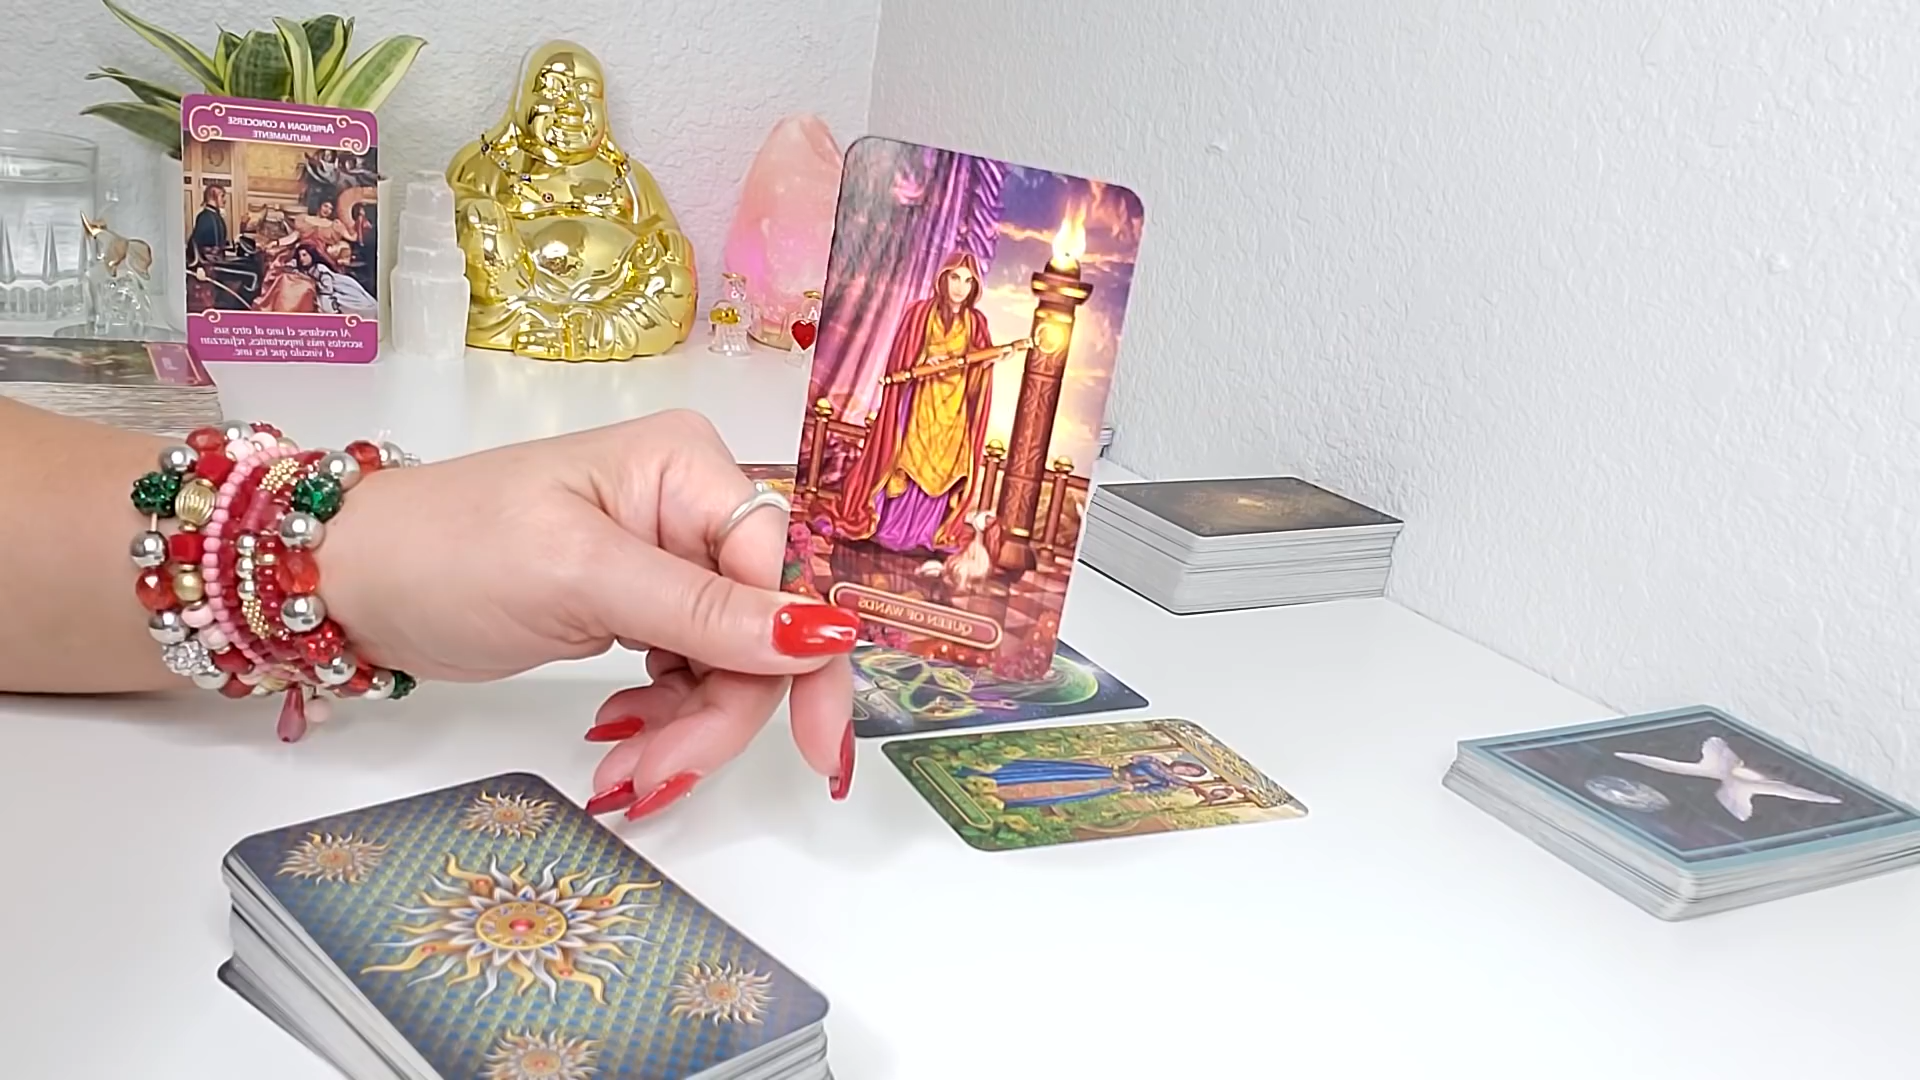 APRENDAN A CONOCERSE
MUTUAMENTE
Al revelarse el uno al otro sus
secretos más importantes, refuerzan
el vínculo que les une.
QUEEN OF WANDS